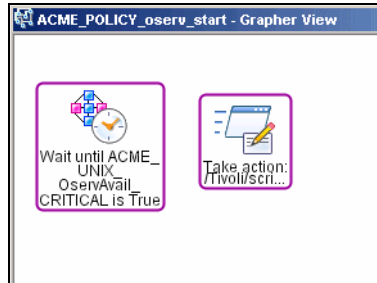 ACME_POLICY_oserv_start - Grapher View
Wait until ACME_
UNIX_
OservAvail_
CRITICAL is True
Take action:
/Tivoli/scri...